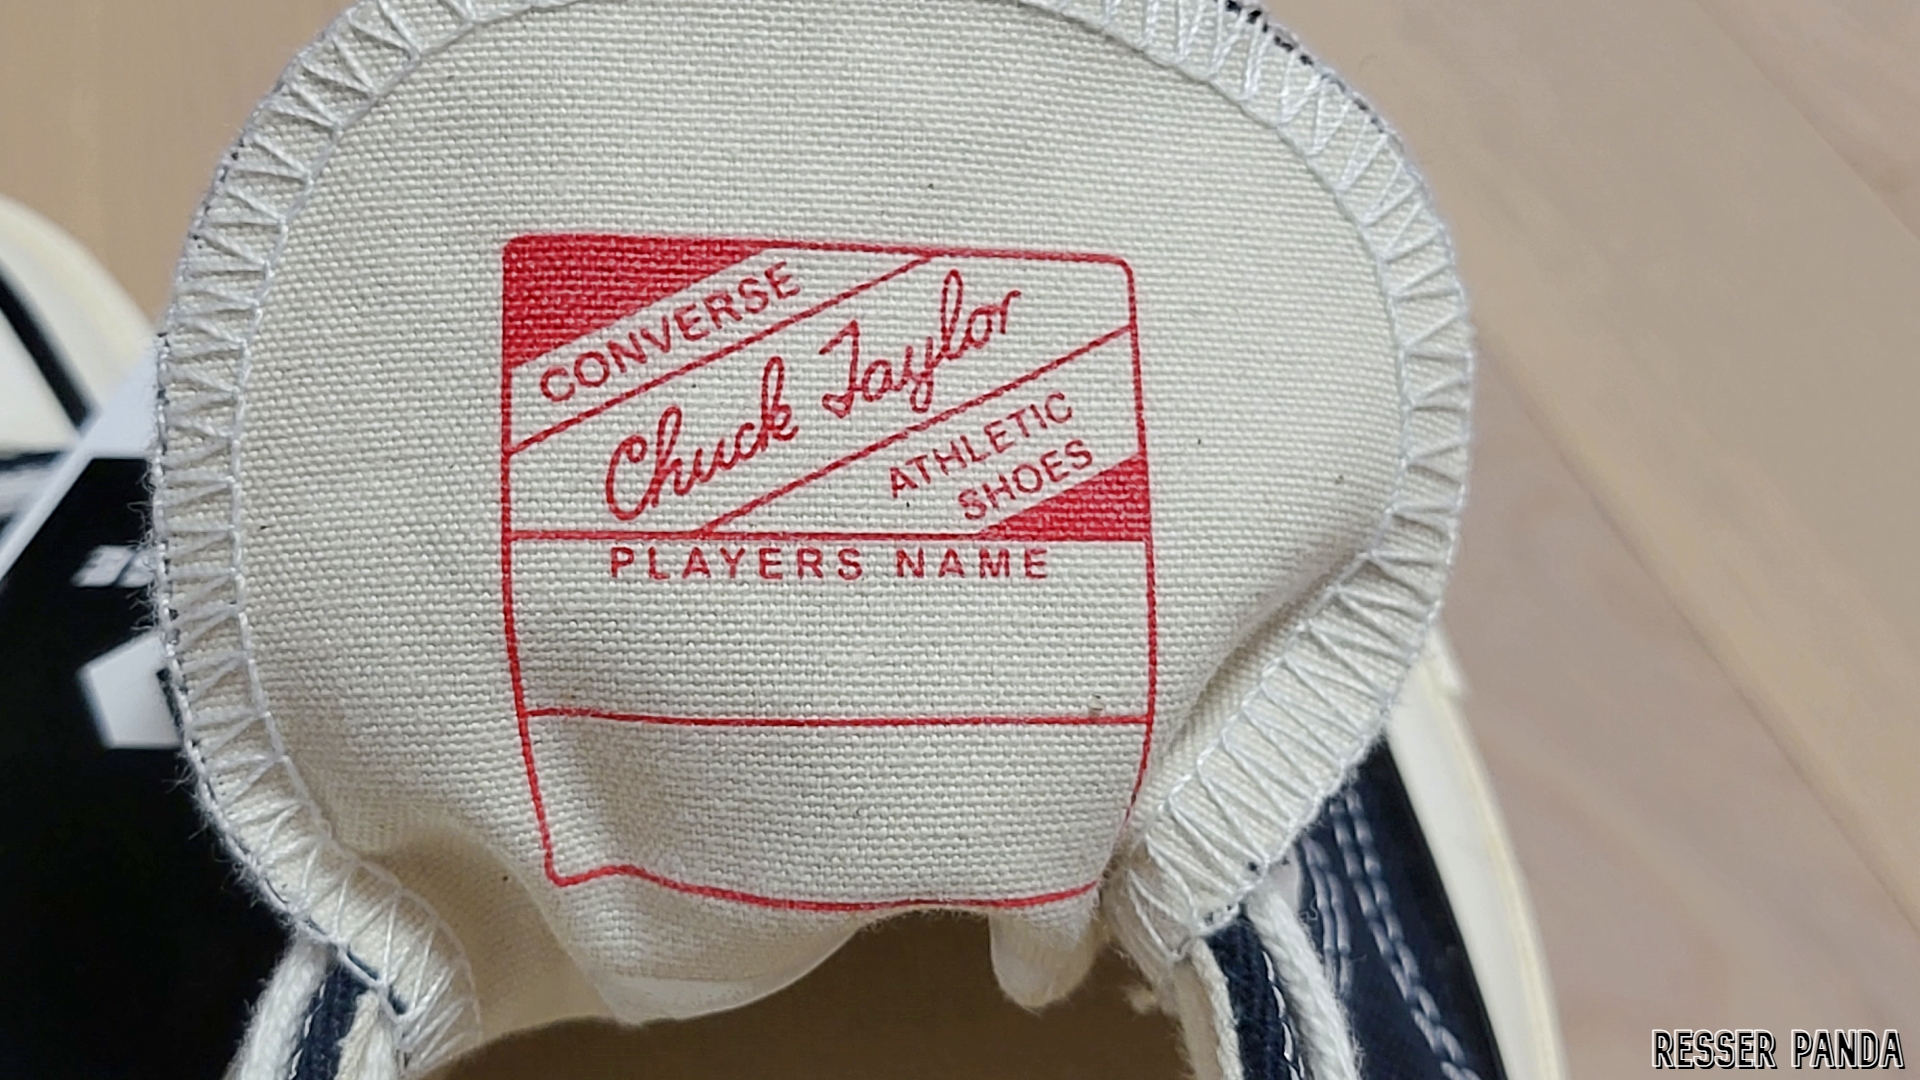 CONVERSE
Chuck Taylor
ATHLETIC
SHOES
PLAYERS NAME
RESSER PANDA